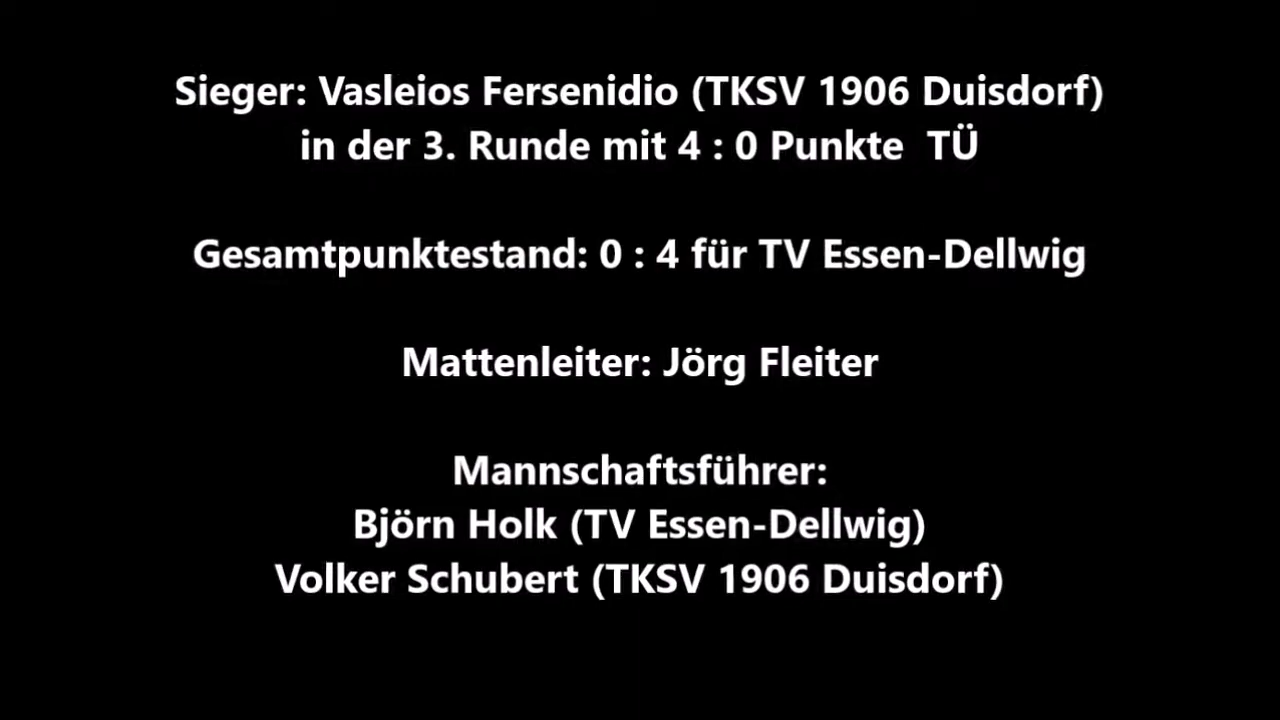 Sieger: Vasleios Fersenidio (TKSV 1906 Duisdorf)
in der 3. Runde mit 4 : 0 Punkte  TÜ
Gesamtpunktestand: 0 : 4 für TV Essen-Dellwig
Mattenleiter: Jörg Fleiter
Mannschaftsführer:
Björn Holk (TV Essen-Dellwig)
Volker Schubert (TKSV 1906 Duisdorf)